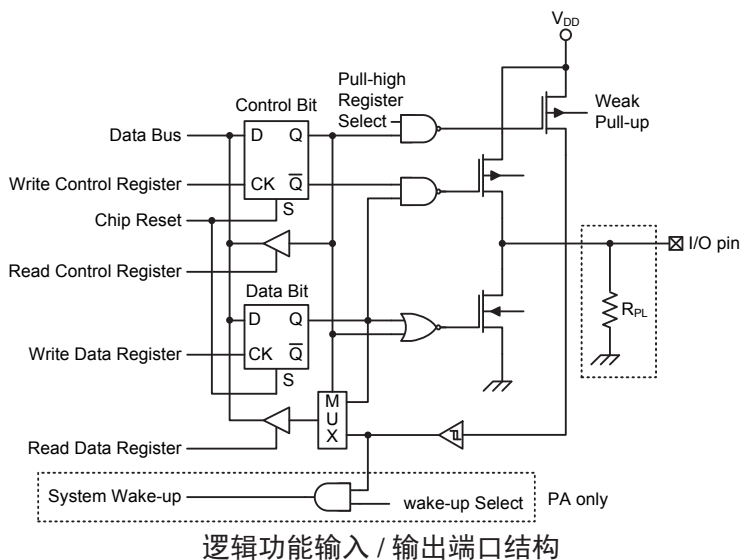 V_DD
Pull-high
Register
Select
Control Bit
Weak
Pull-up
Data Bus
D
Q
Write Control Register
CK
Q̅
S
Chip Reset
I/O pin
Read Control Register
R_PL
Data Bit
D
Q
Write Data Register
CK
Q̅
S
M
U
X
Read Data Register
System Wake-up
wake-up Select
PA only
逻辑功能输入 / 输出端口结构